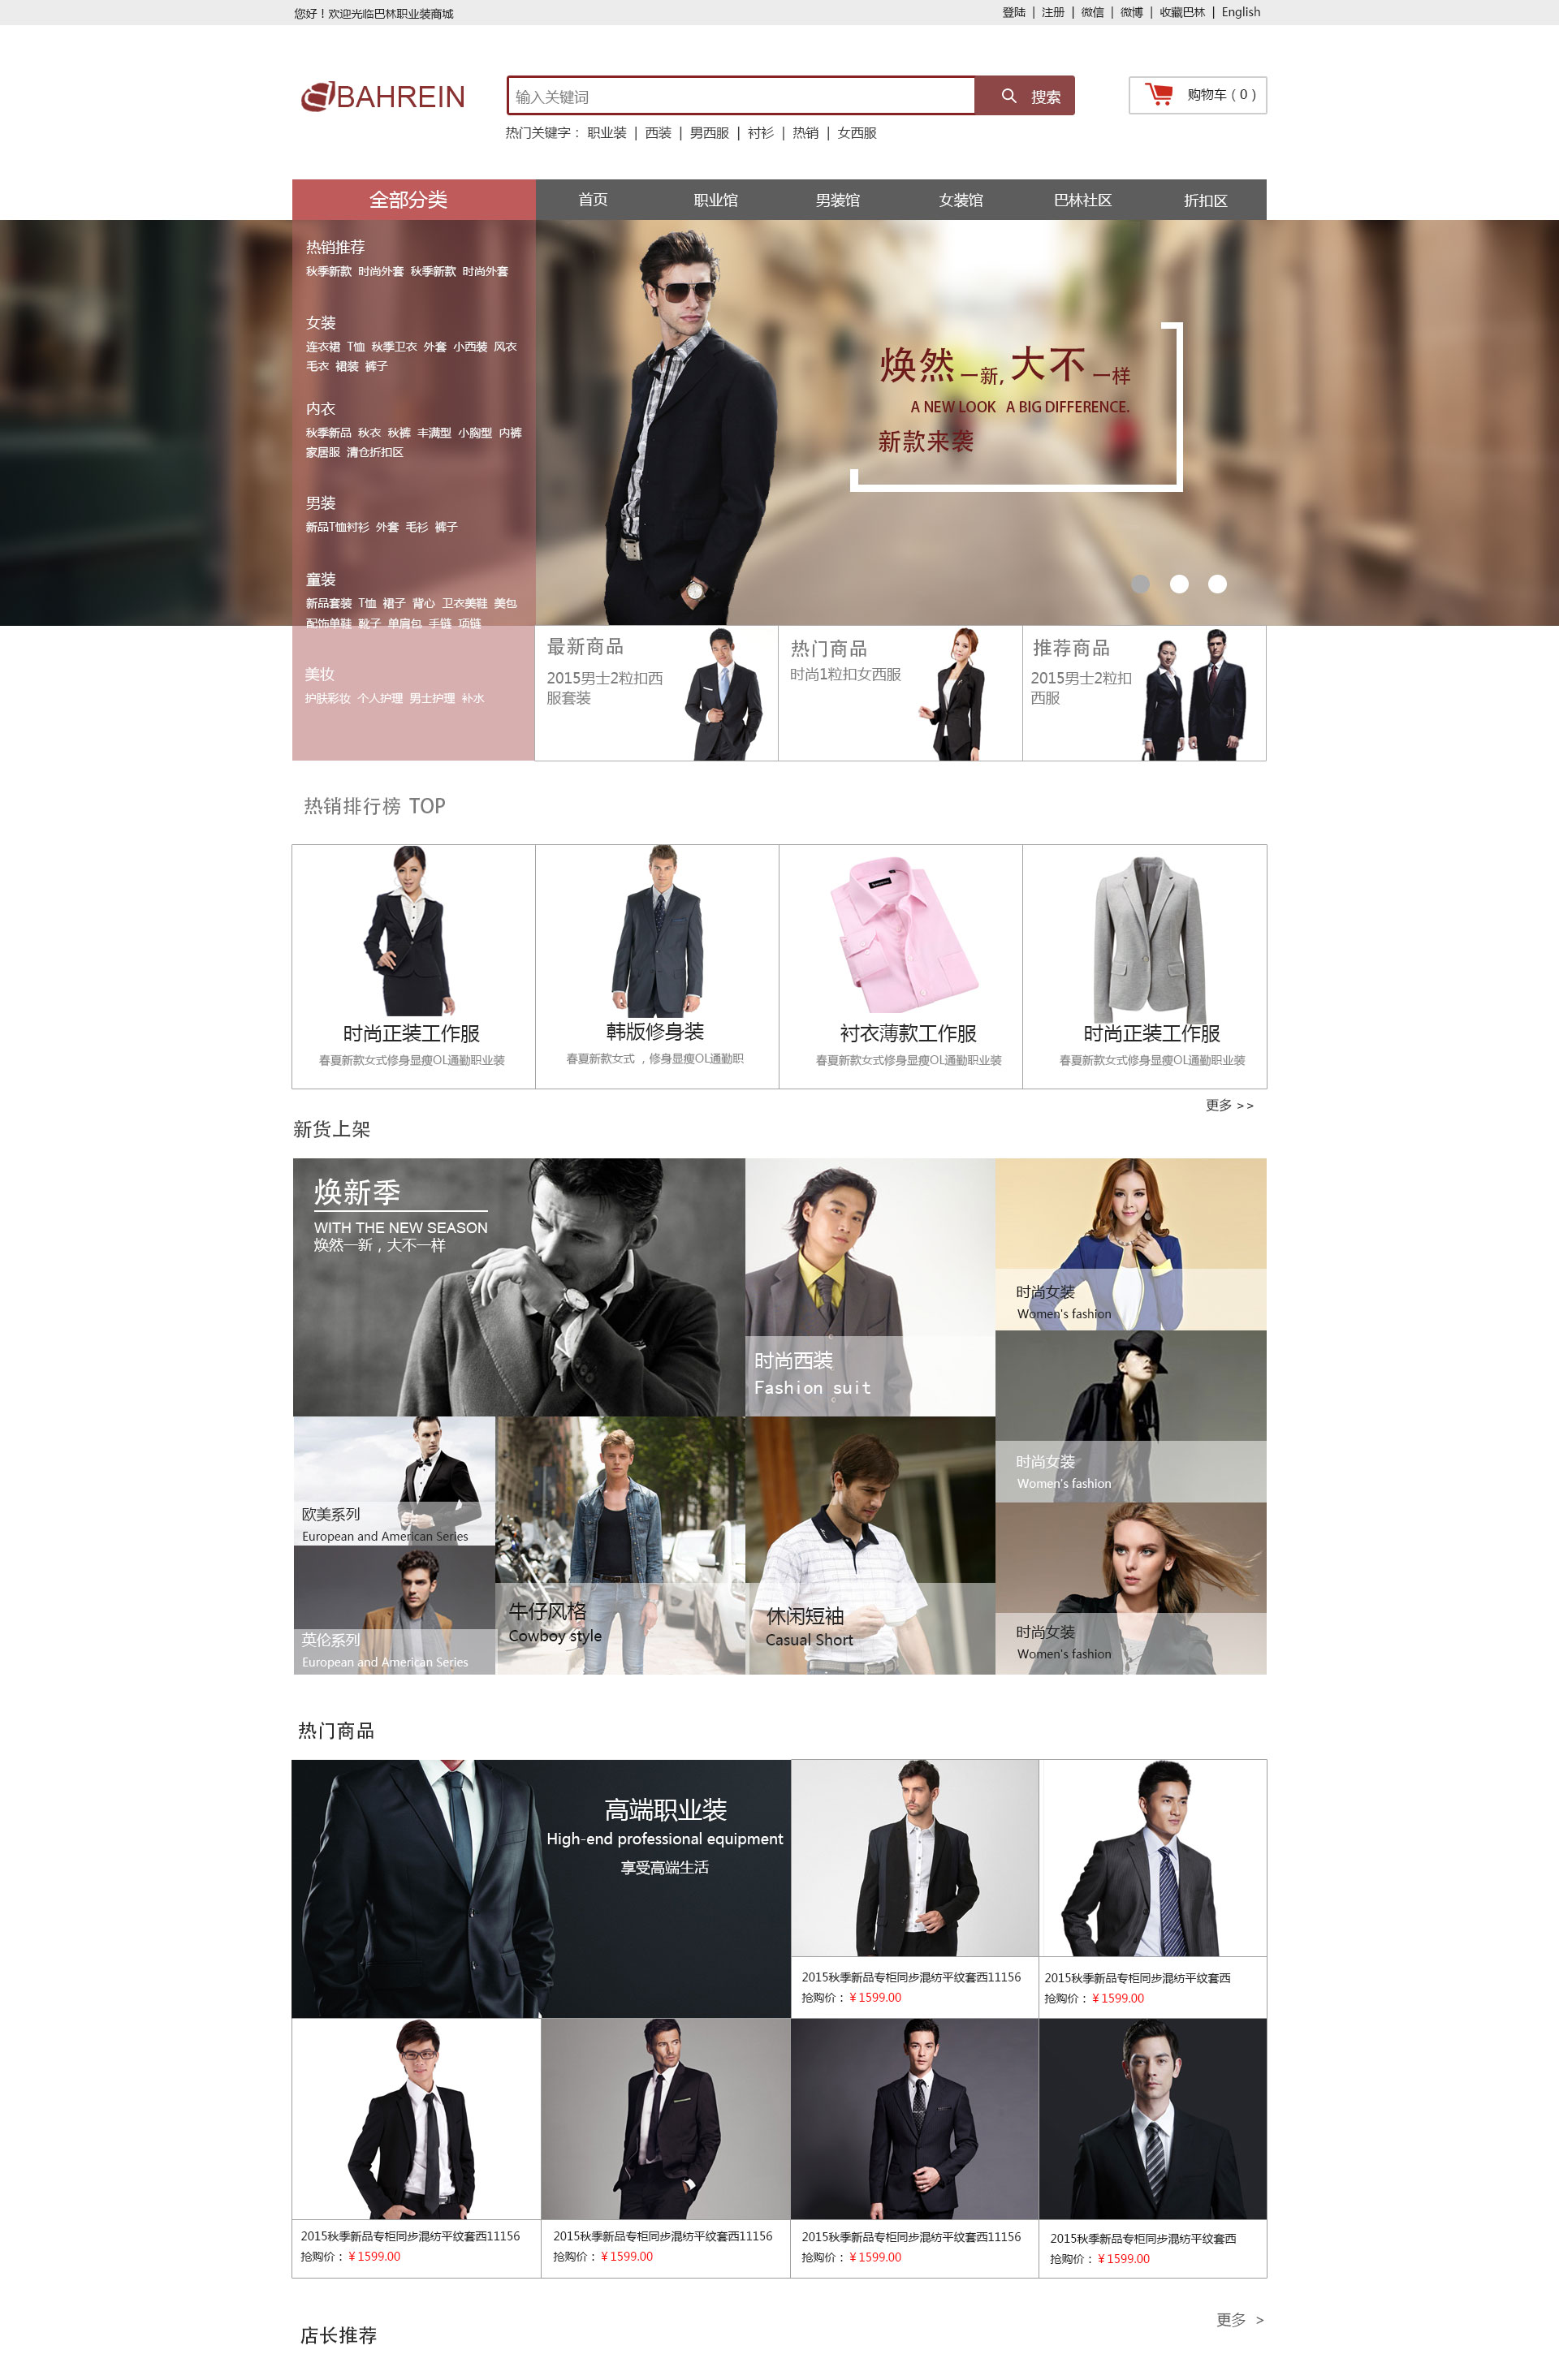 您好！欢迎光临巴林职业装商城
登陆 | 注册 | 微信 | 微博 | 收藏巴林 | English
BAHREIN
输入关键词
搜索
购物车 ( 0 )
热门关键字： 职业装 | 西装 | 男西服 | 衬衫 | 热销 | 女西服
全部分类
首页
职业馆
男装馆
女装馆
巴林社区
折扣区
热销推荐
秋季新款 时尚外套 秋季新款 时尚外套
女装
连衣裙 T恤 秋季卫衣 外套 小西装 风衣
毛衣 裙装 裤子
内衣
秋季新品 秋衣 秋裤 丰满型 小胸型 内裤
家居服 清仓折扣区
男装
新品T恤衬衫 外套 毛衫 裤子
童装
新品套装 T恤 裙子 背心 卫衣美鞋 美包
配饰单鞋 靴子 单肩包 手链 项链
美妆
护肤彩妆 个人护理 男士护理 补水
焕然一新, 大不一样
A NEW LOOK A BIG DIFFERENCE.
新款来袭
最新商品
2015男士2粒扣西
服套装
热门商品
时尚1粒扣女西服
推荐商品
2015男士2粒扣
西服
热销排行榜 TOP
时尚正装工作服
春夏新款女式修身显瘦OL通勤职业装
韩版修身装
春夏新款女式 ，修身显瘦OL通勤职
衬衣薄款工作服
春夏新款女式修身显瘦OL通勤职业装
时尚正装工作服
春夏新款女式修身显瘦OL通勤职业装
更多 >>
新货上架
焕新季
WITH THE NEW SEASON
焕然一新，大不一样
时尚西装
Fashion suit
时尚女装
Women's fashion
时尚女装
Women's fashion
欧美系列
European and American Series
英伦系列
European and American Series
牛仔风格
Cowboy style
休闲短袖
Casual Short
时尚女装
Women's fashion
热门商品
高端职业装
High-end professional equipment
享受高端生活
2015秋季新品专柜同步混纺平纹套西11156
抢购价：￥1599.00
2015秋季新品专柜同步混纺平纹套西
抢购价：￥1599.00
2015秋季新品专柜同步混纺平纹套西11156
抢购价：￥1599.00
2015秋季新品专柜同步混纺平纹套西11156
抢购价：￥1599.00
2015秋季新品专柜同步混纺平纹套西11156
抢购价：￥1599.00
2015秋季新品专柜同步混纺平纹套西
抢购价：￥1599.00
更多 >
店长推荐